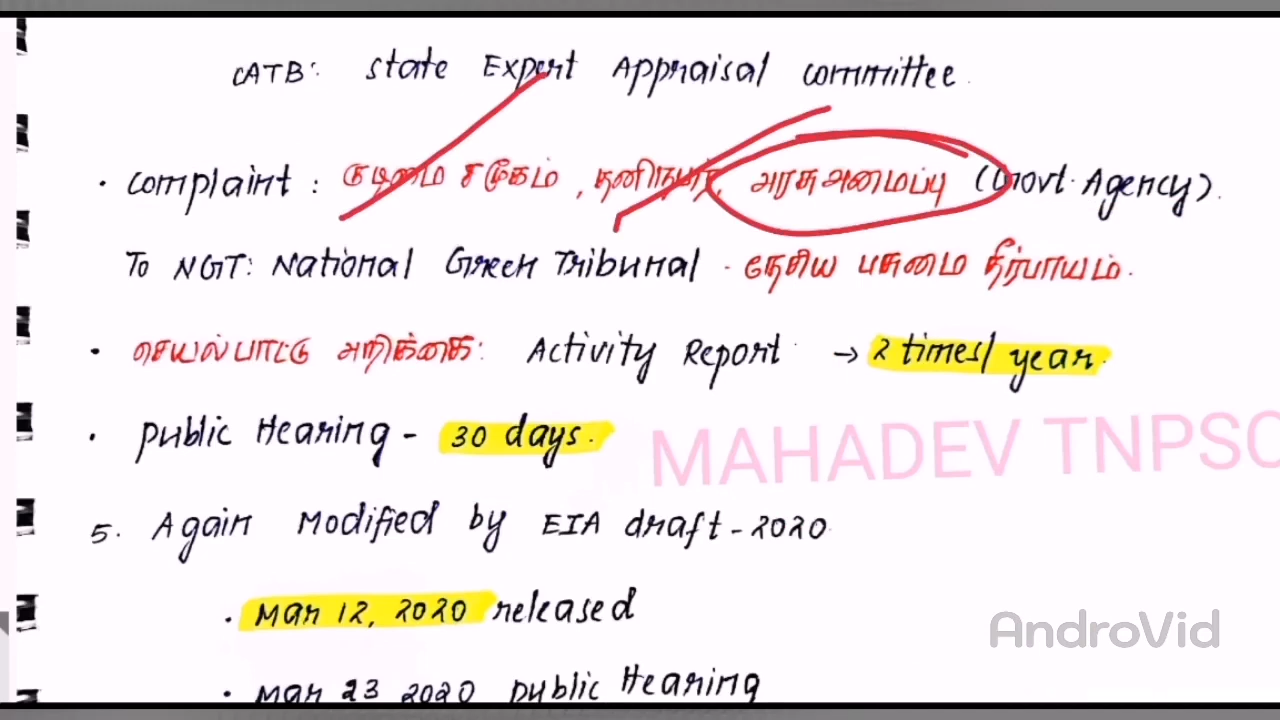 CATB: State Expert Appraisal committee.
• Complaint: குடிமை சமூகம், தனிநபர், அரசு அமைப்பு (Govt. Agency).
To NGT: National Green Tribunal - தேசிய பசுமை தீர்பாயம்.
• செயல்பாட்டு அறிக்கை: Activity Report → 2 times/year.
• Public Hearing - 30 days.
MAHADEV TNPSC
5. Again Modified by EIA draft-2020
• Mar 12, 2020 released
AndroVid
• Mar 23 2020 public Hearing